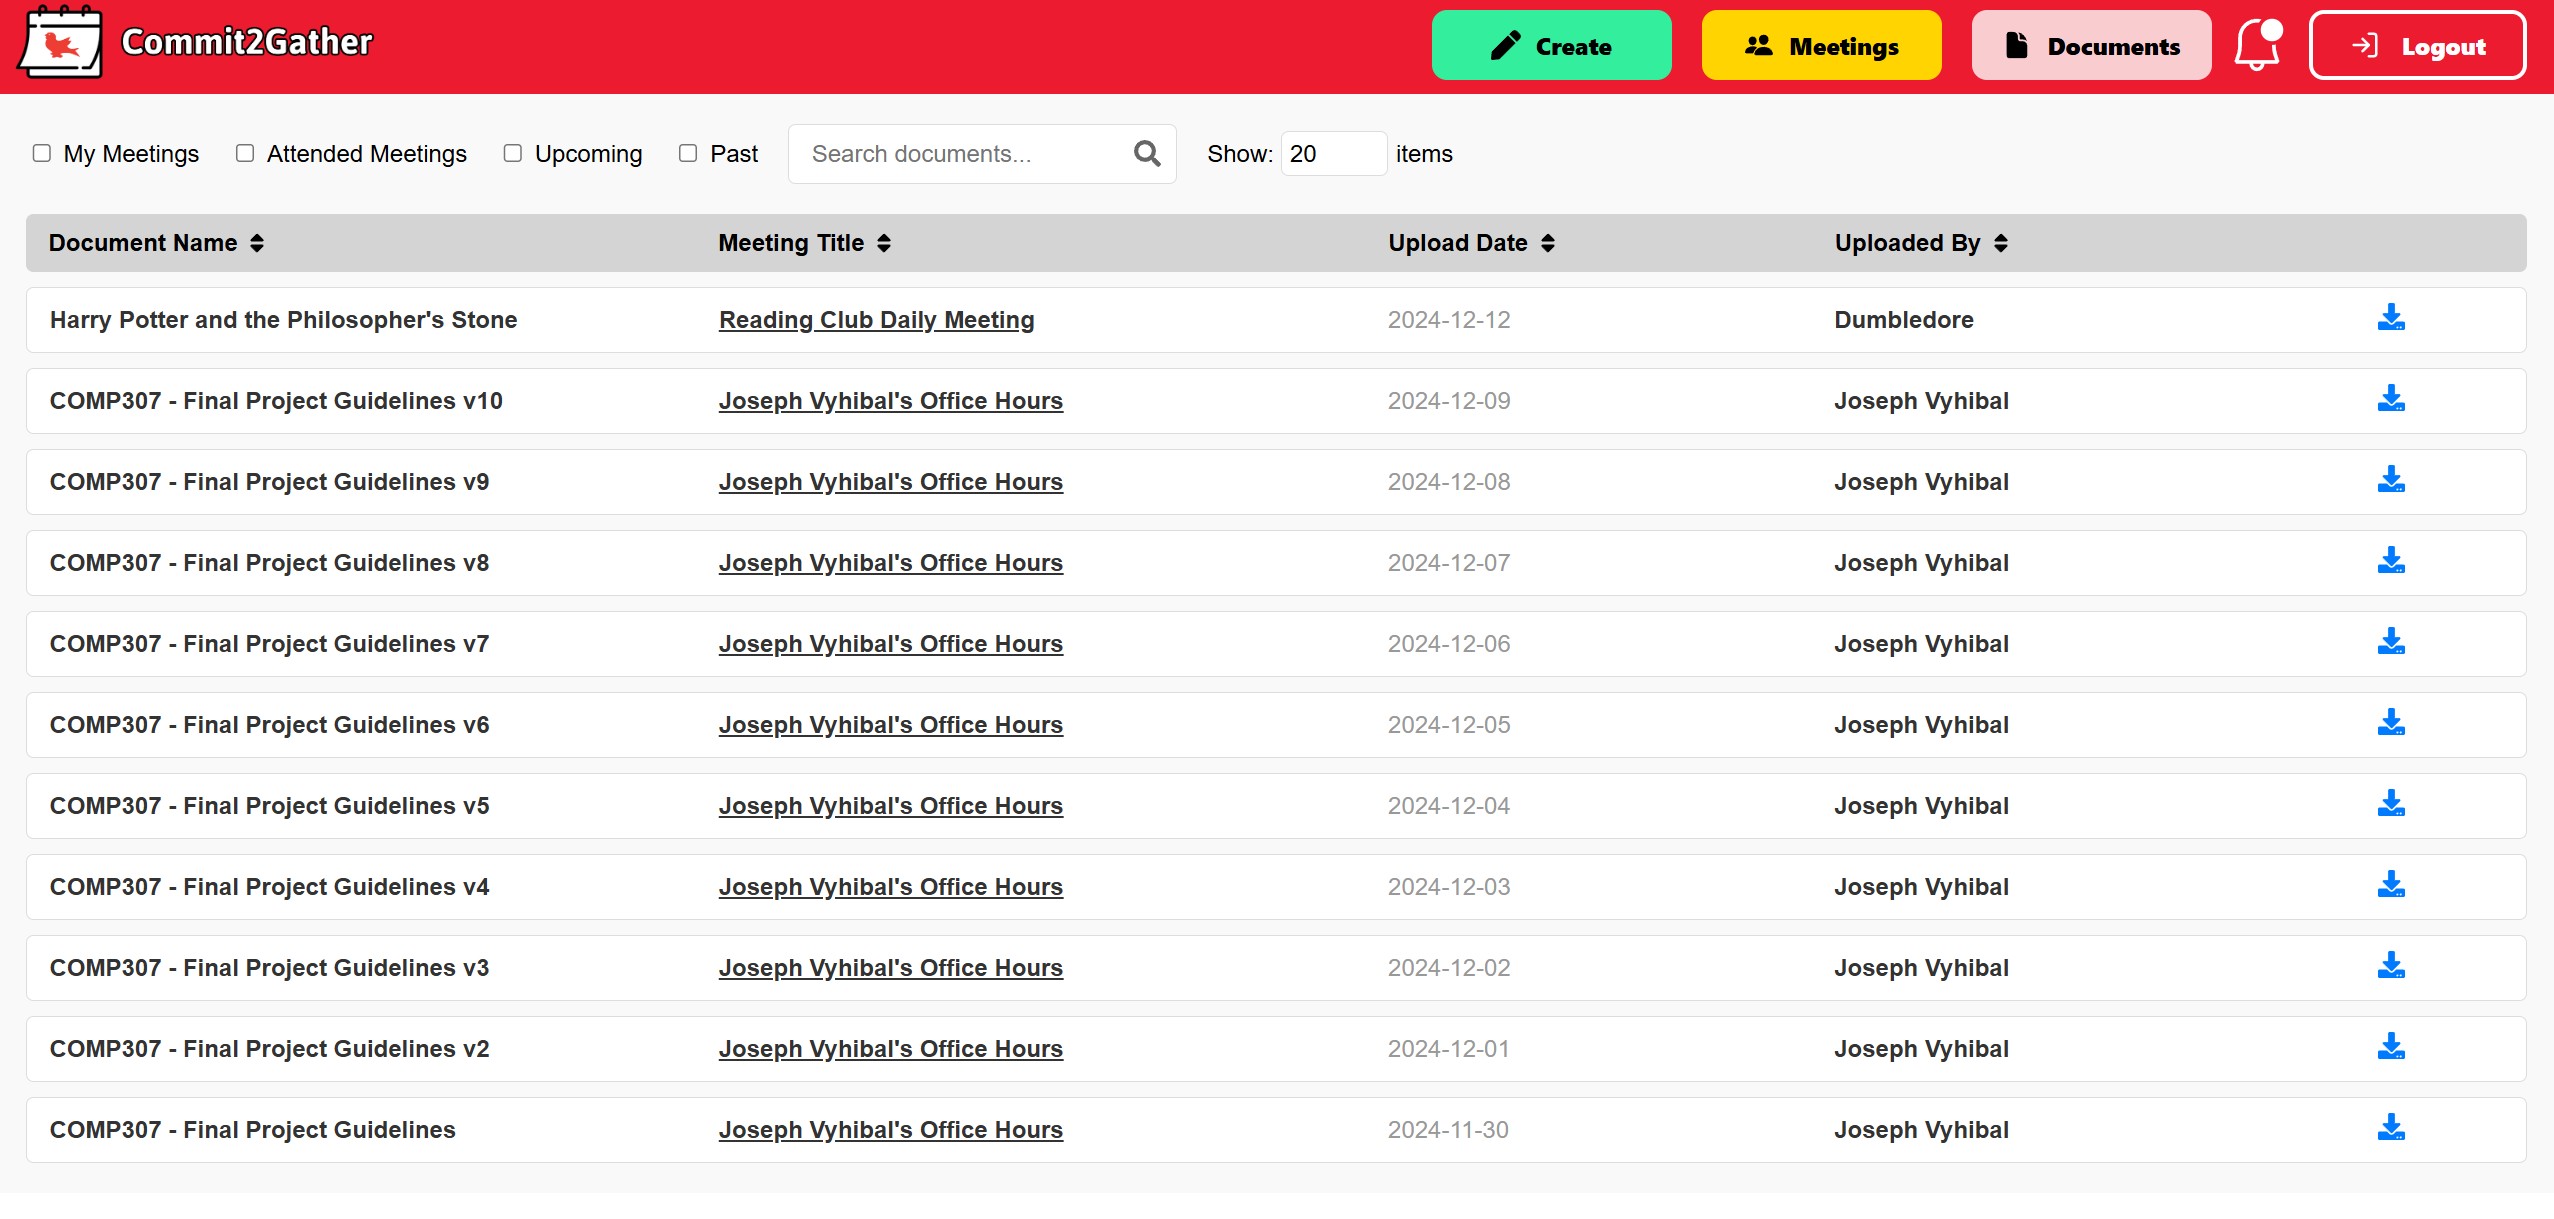 Commit2Gather Create Meetings Documents Logout
My Meetings Attended Meetings Upcoming Past Search documents... Show: 20 items
Document Name Meeting Title Upload Date Uploaded By
Harry Potter and the Philosopher's Stone Reading Club Daily Meeting 2024-12-12 Dumbledore
COMP307 - Final Project Guidelines v10 Joseph Vyhibal's Office Hours 2024-12-09 Joseph Vyhibal
COMP307 - Final Project Guidelines v9 Joseph Vyhibal's Office Hours 2024-12-08 Joseph Vyhibal
COMP307 - Final Project Guidelines v8 Joseph Vyhibal's Office Hours 2024-12-07 Joseph Vyhibal
COMP307 - Final Project Guidelines v7 Joseph Vyhibal's Office Hours 2024-12-06 Joseph Vyhibal
COMP307 - Final Project Guidelines v6 Joseph Vyhibal's Office Hours 2024-12-05 Joseph Vyhibal
COMP307 - Final Project Guidelines v5 Joseph Vyhibal's Office Hours 2024-12-04 Joseph Vyhibal
COMP307 - Final Project Guidelines v4 Joseph Vyhibal's Office Hours 2024-12-03 Joseph Vyhibal
COMP307 - Final Project Guidelines v3 Joseph Vyhibal's Office Hours 2024-12-02 Joseph Vyhibal
COMP307 - Final Project Guidelines v2 Joseph Vyhibal's Office Hours 2024-12-01 Joseph Vyhibal
COMP307 - Final Project Guidelines Joseph Vyhibal's Office Hours 2024-11-30 Joseph Vyhibal